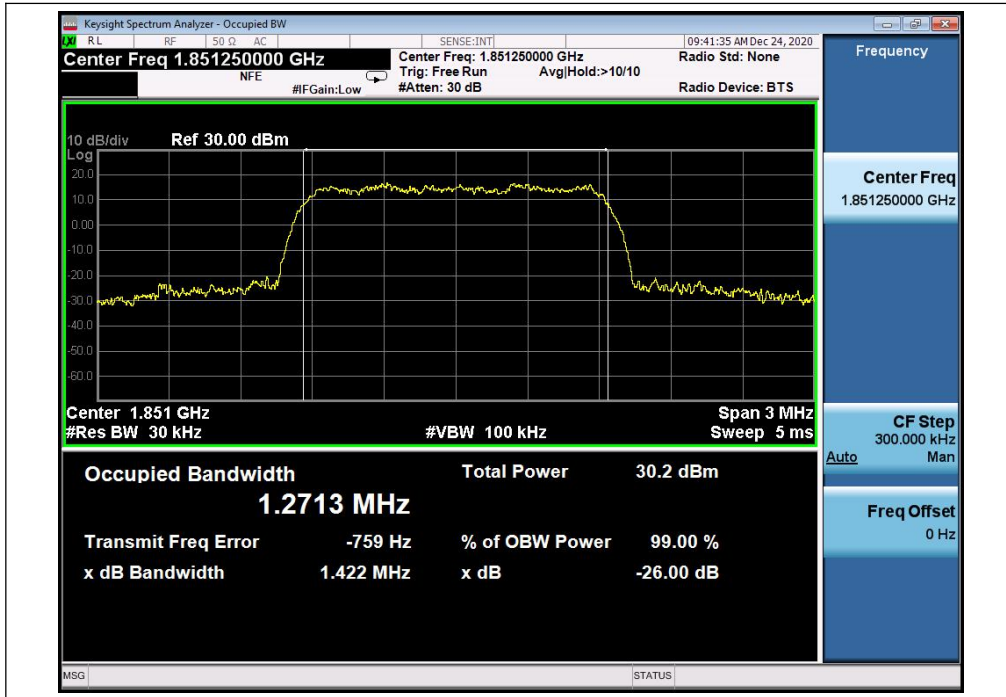 Keysight Spectrum Analyzer - Occupied BW
LXI RL RF 50 Ω AC SENSE:INT 09:41:35 AM Dec 24, 2020
Center Freq 1.851250000 GHz Center Freq: 1.851250000 GHz Radio Std: None
NFE Trig: Free Run Avg|Hold:>10/10
#IFGain:Low #Atten: 30 dB Radio Device: BTS
10 dB/div Ref 30.00 dBm
Log
20.0
10.0
0.00
-10.0
-20.0
-30.0
-40.0
-50.0
-60.0
Center 1.851 GHz Span 3 MHz
#Res BW 30 kHz #VBW 100 kHz Sweep 5 ms
Occupied Bandwidth Total Power 30.2 dBm
1.2713 MHz
Transmit Freq Error -759 Hz % of OBW Power 99.00 %
x dB Bandwidth 1.422 MHz x dB -26.00 dB
MSG STATUS
Frequency
Center Freq
1.851250000 GHz
CF Step
300.000 kHz
Auto Man
Freq Offset
0 Hz